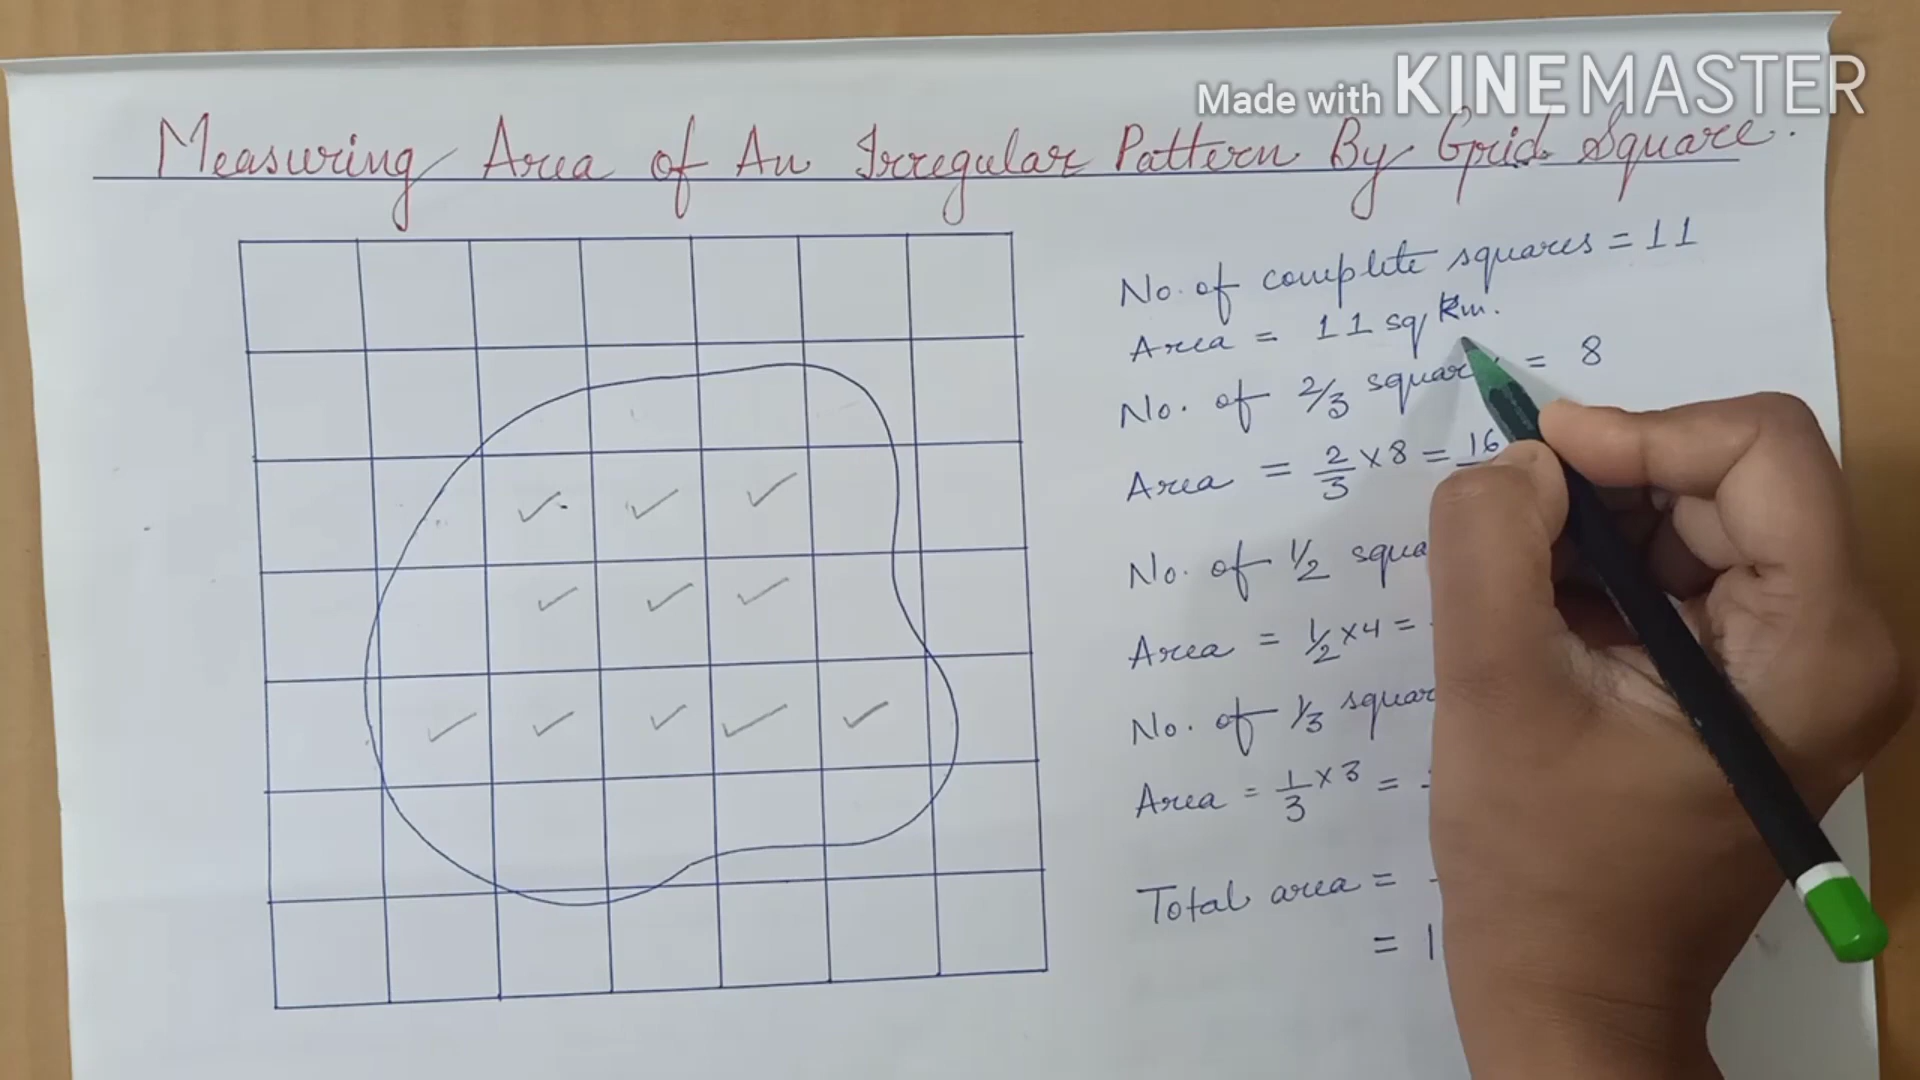 Made with KINEMASTER
Measuring Area of An Irregular Pattern By Grid Square.
No. of complete squares = 11
Area = 11 sq km.
No. of 2/3 squar = 8
Area = 2/3 × 8 = 16
No. of 1/2 squa
Area = 1/2 × 4 =
No. of 1/3 squar
Area = 1/3 × 3 =
Total area =
= 1